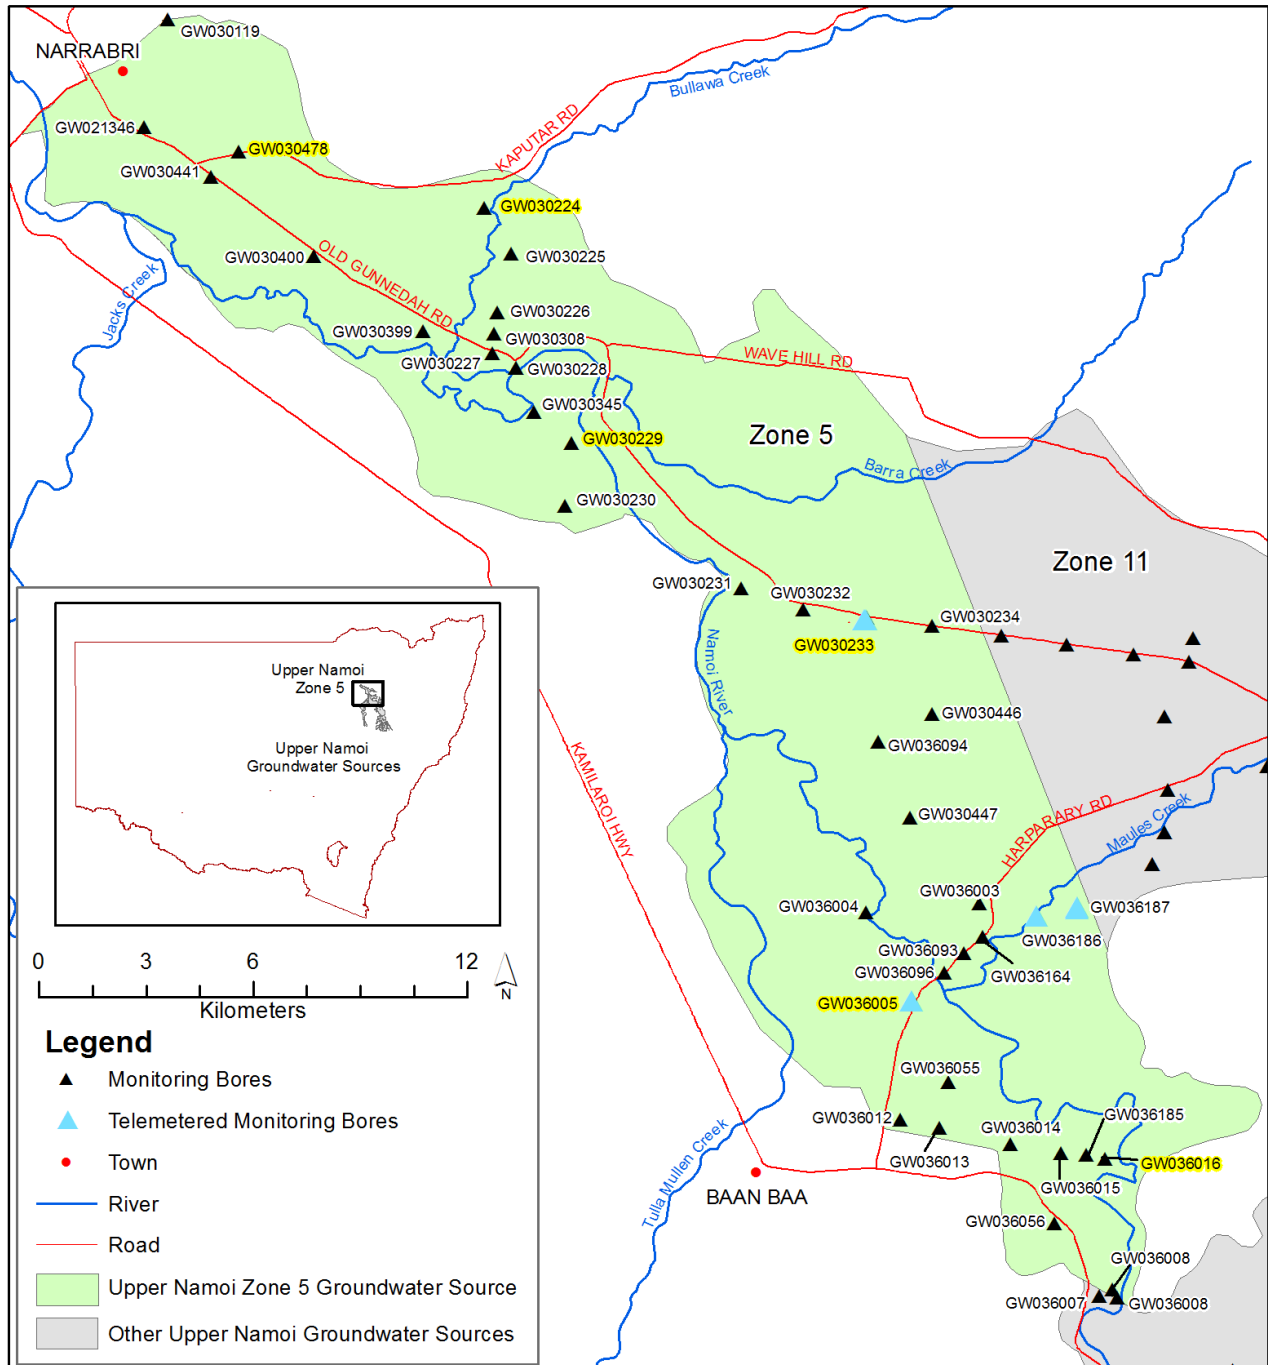 GW030119
NARRABRI
Bullawa Creek
GW021346
KAPUTAR RD
GW030478
GW030441
GW030224
OLD GUNNEDAH RD
GW030225
GW030400
Jacks Creek
GW030226
GW030399
GW030308
WAVE HILL RD
GW030227
GW030228
GW030345
GW030229
Zone 5
Barra Creek
GW030230
Zone 11
GW030231
GW030232
GW030234
GW030233
Namoi River
Upper Namoi
Zone 5
Upper Namoi
Groundwater Sources
GW030446
GW036094
KAMILAROI HWY
GW030447
HARPARARY RD
Maules Creek
GW036003
GW036004
GW036187
GW036186
GW036093
GW036164
GW036096
GW036005
0 3 6 12
N
Kilometers
Legend
Monitoring Bores
Telemetered Monitoring Bores
Town
River
Road
Upper Namoi Zone 5 Groundwater Source
Other Upper Namoi Groundwater Sources
GW036055
GW036012
GW036185
GW036014
GW036013
GW036016
GW036015
Tulla Mullen Creek
BAAN BAA
GW036056
GW036008
GW036007
GW036008